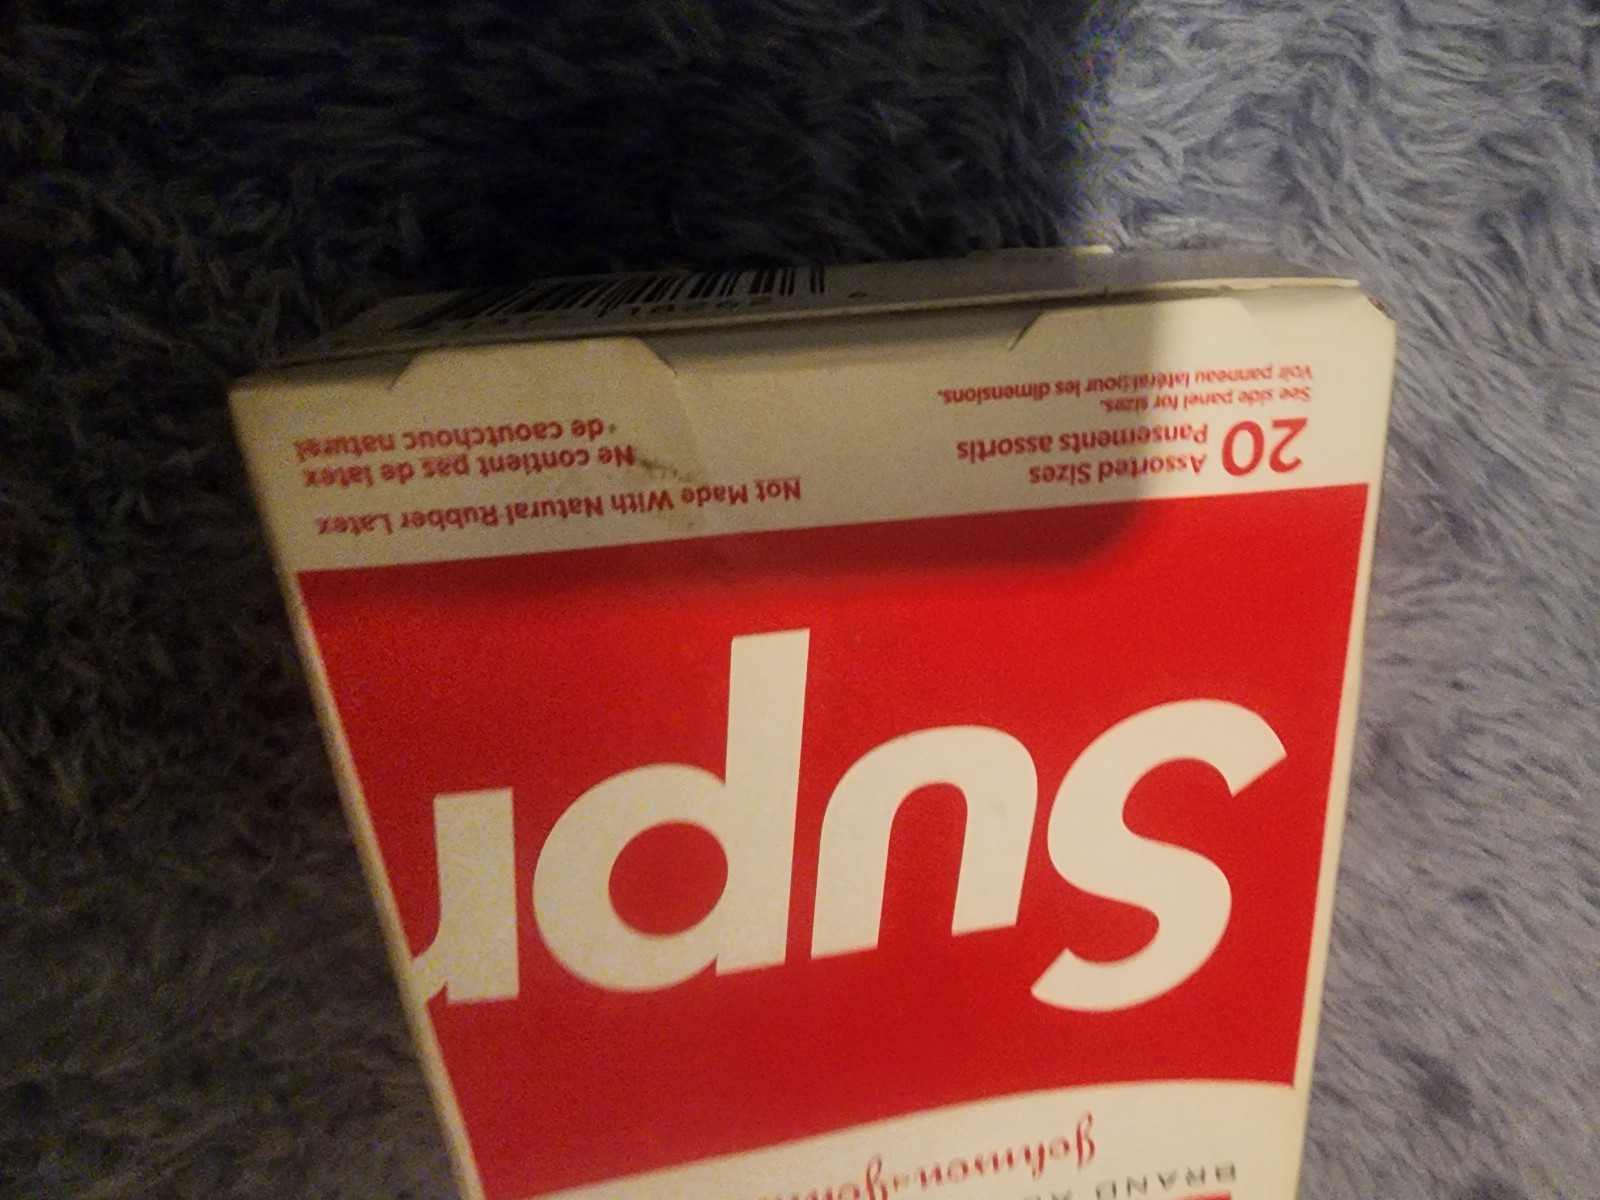 BRAND
Johnson & Johnson
Supr
20 Assorted Sizes
Pansements assortis
See side panel for sizes.
Voir panneau latéral pour les dimensions.
Not Made With Natural Rubber Latex
Ne contient pas de latex
de caoutchouc naturel